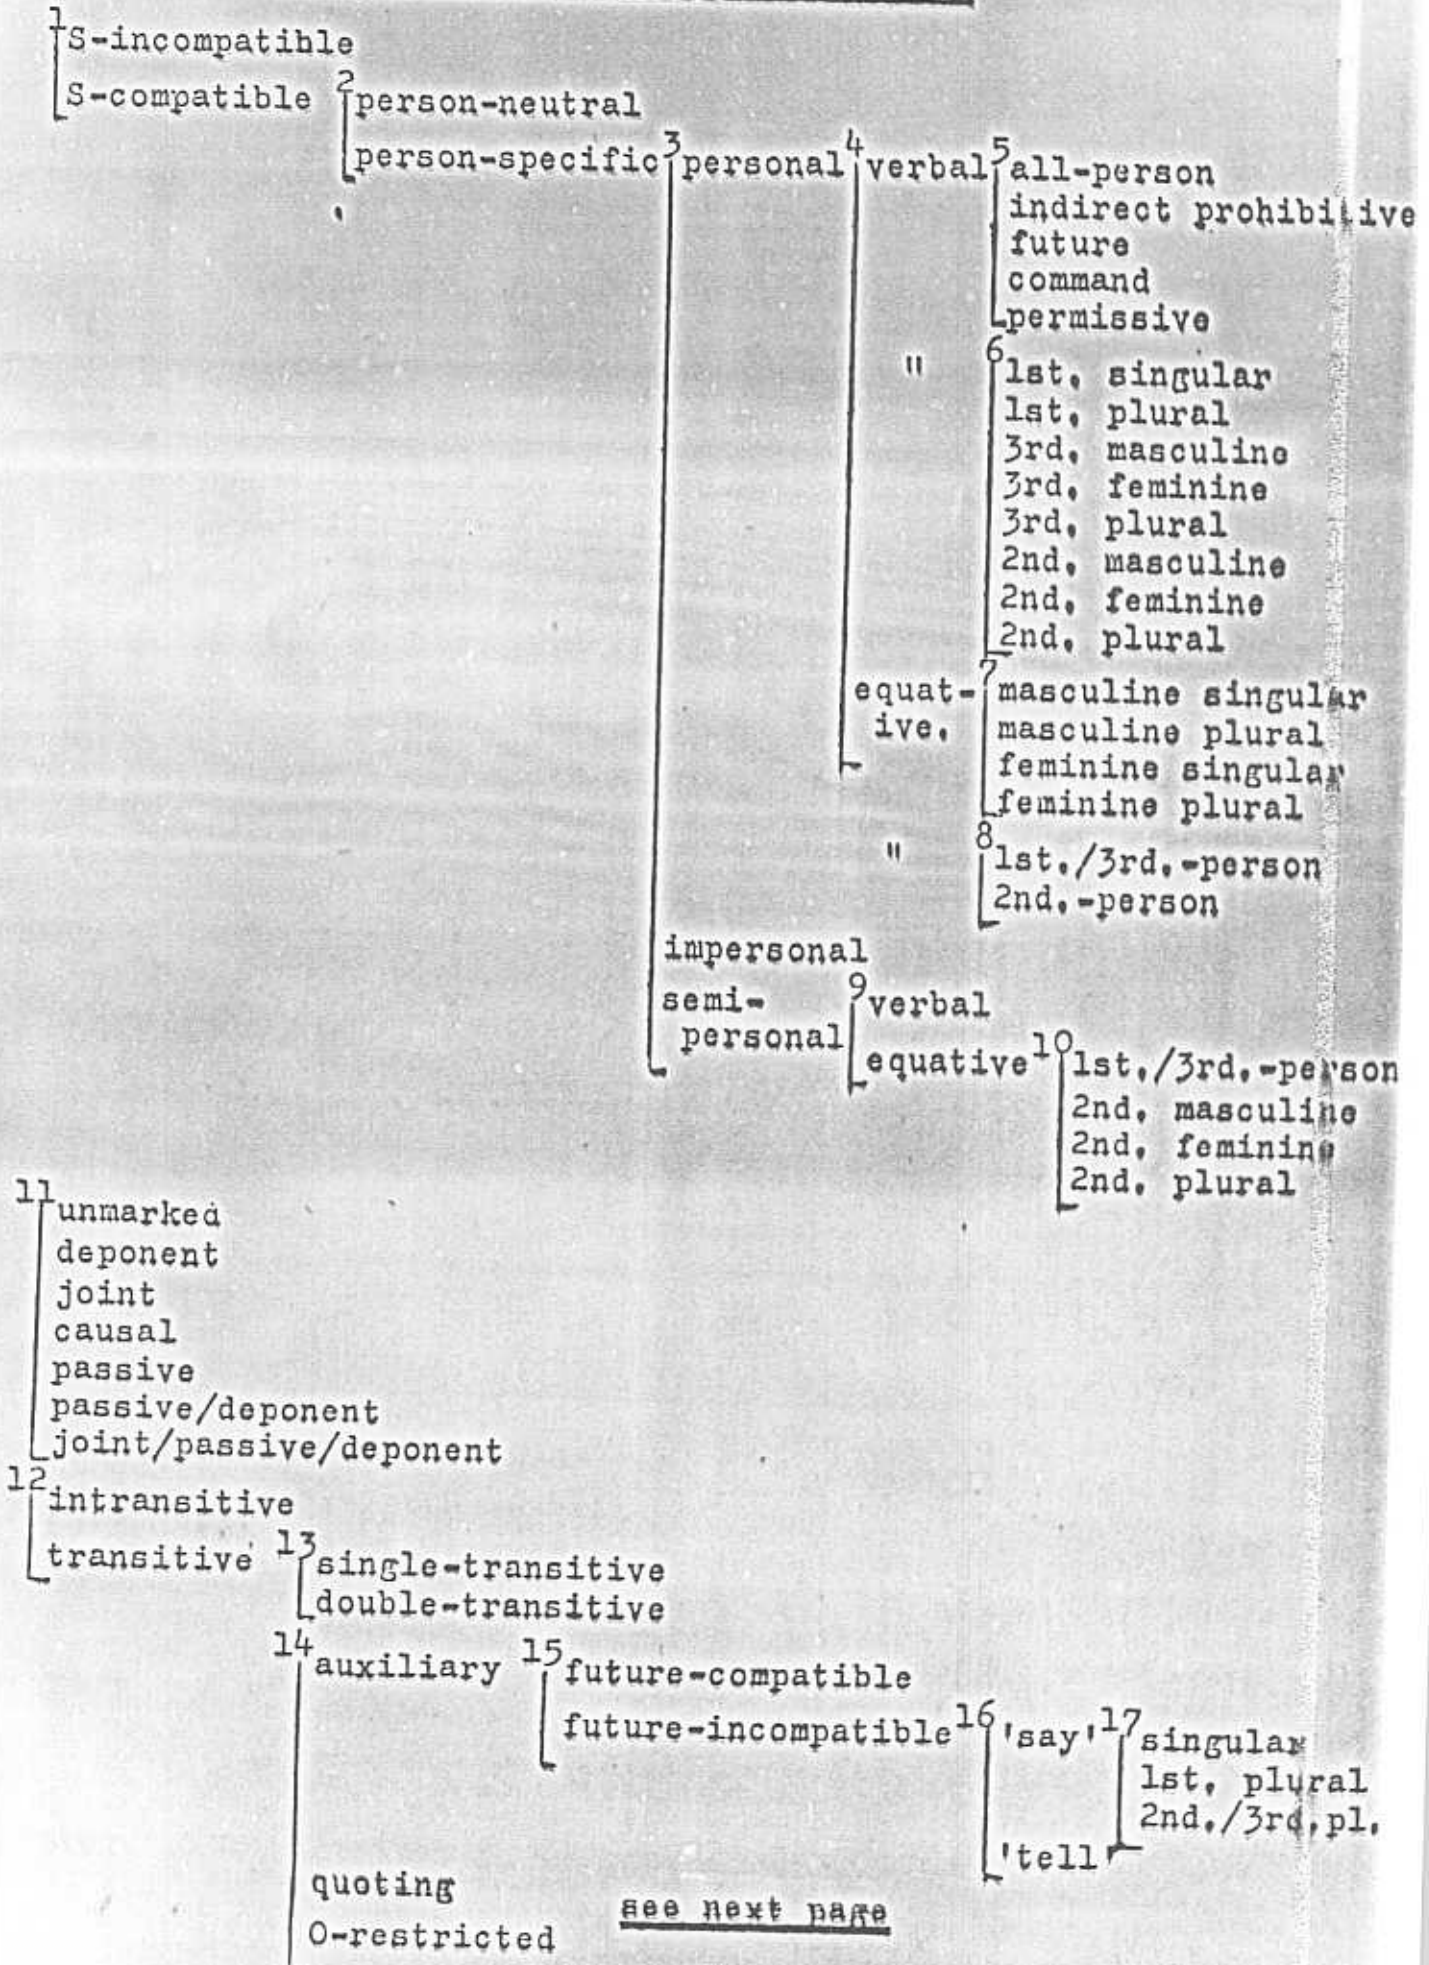 1
S-incompatible
S-compatible 2 person-neutral
person-specific 3 personal 4 verbal 5 all-person
indirect prohibitive
future
command
permissive
" 6 1st. singular
1st. plural
3rd. masculine
3rd. feminine
3rd. plural
2nd. masculine
2nd. feminine
2nd. plural
equat- 7 masculine singular
ive. masculine plural
feminine singular
feminine plural
" 8 1st./3rd.-person
2nd.-person
impersonal
semi- 9 verbal
personal
equative 10 1st./3rd.-person
2nd. masculine
2nd. feminine
2nd. plural
11 unmarked
deponent
joint
causal
passive
passive/deponent
joint/passive/deponent
12 intransitive
transitive 13 single-transitive
double-transitive
14 auxiliary 15 future-compatible
future-incompatible 16 'say' 17 singular
1st. plural
2nd./3rd.pl.
'tell'
quoting
see next page
O-restricted